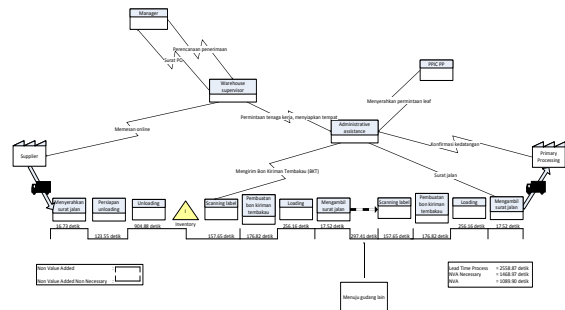 Manager
Perencanaan penerimaan
Surat PO
Warehouse
supervisor
PPIC PP
Menyerahkan permintaan leaf
Permintaan tenaga kerja, menyiapkan tempat
Administrative
assistance
Memesan online
Konfirmasi kedatangan
Supplier
Primary
Processing
Mengirim Bon Kiriman Tembakau (BKT)
Surat jalan
Menyerahkan
surat jalan
Persiapan
unloading
Unloading
I
Inventory
Scanning label
Pembuatan
bon kiriman
tembakau
Loading
Mengambil
surat jalan
Scanning label
Pembuatan
bon kiriman
tembakau
Loading
Mengambil
surat jalan
16.73 detik
123.55 detik
904.88 detik
157.65 detik
176.82 detik
256.16 detik
17.52 detik
297.41 detik
157.65 detik
176.82 detik
256.16 detik
17.52 detik
Non Value Added :
Non Value Added Non Necessary :
Menuju gudang lain
Lead Time Process = 2558.87 detik
NVA Necessary = 1468.97 detik
NVA = 1089.90 detik